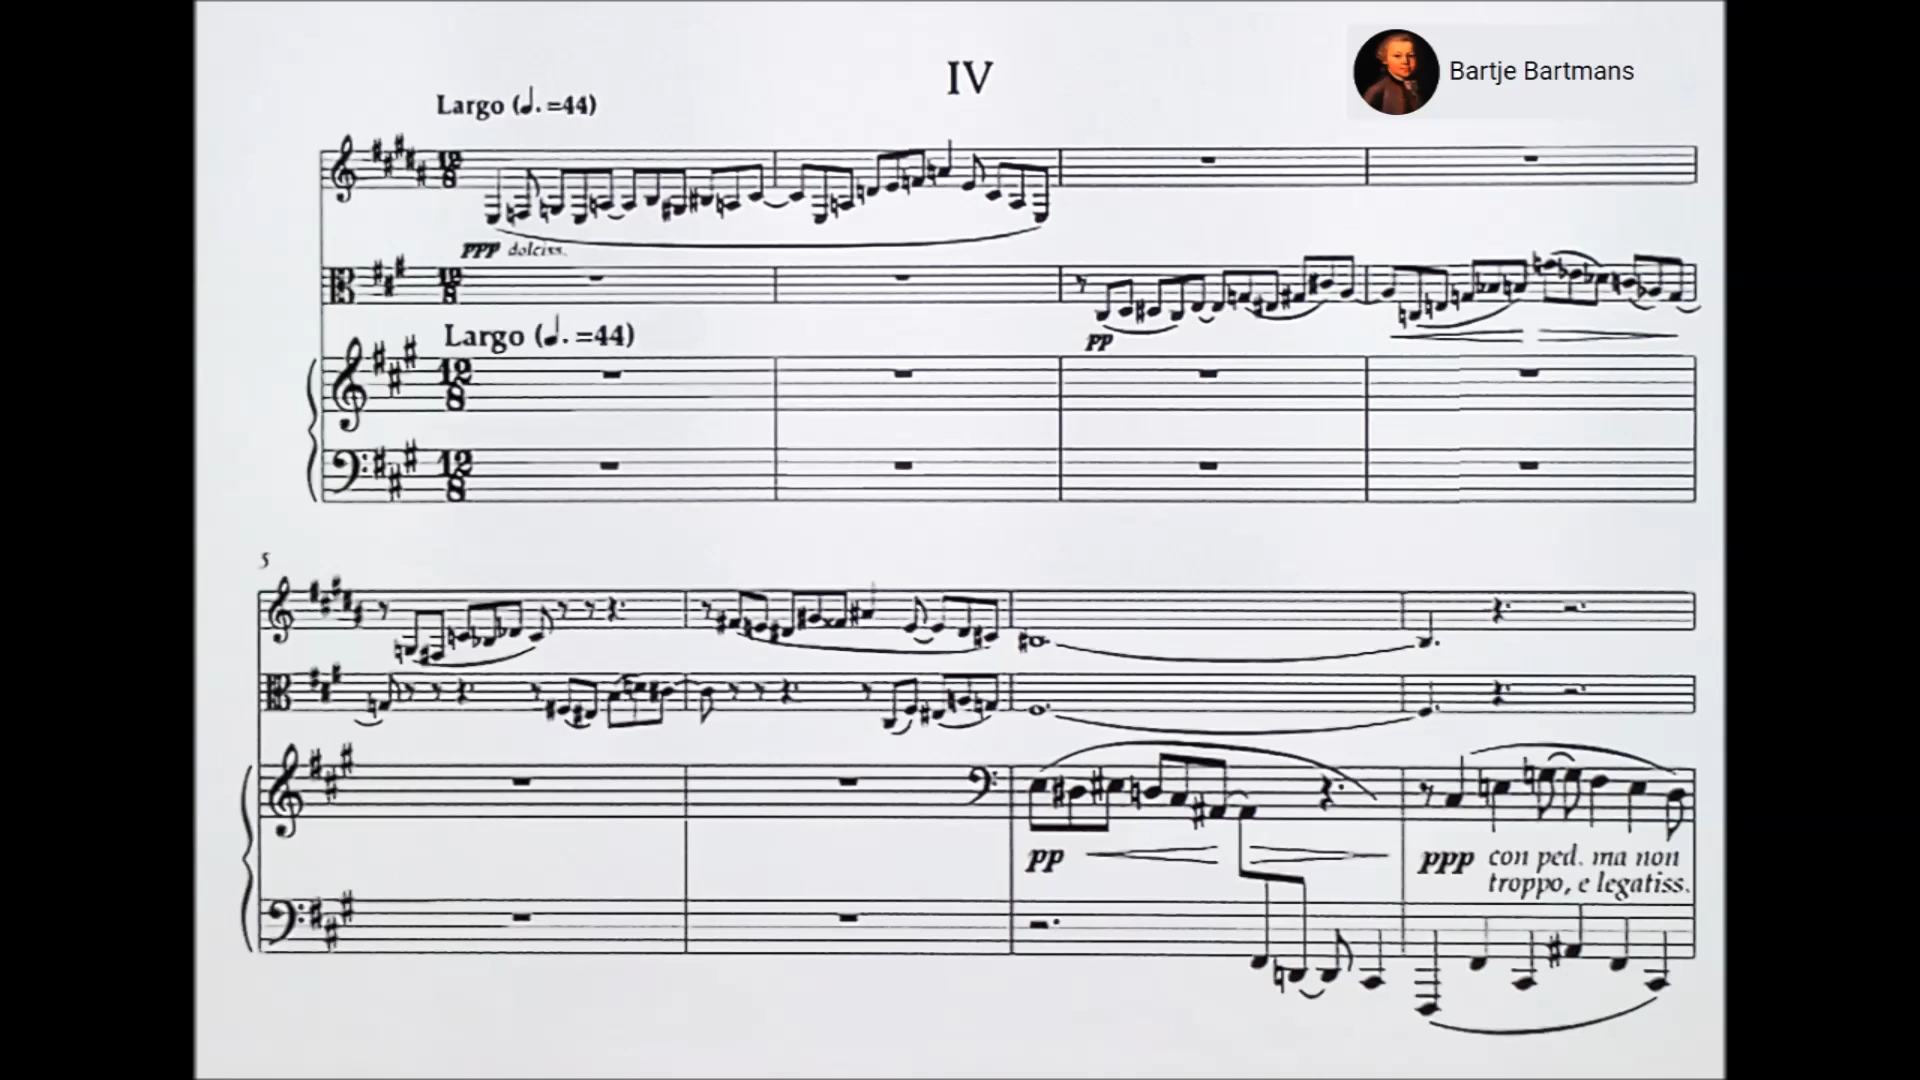 IV
Bartje Bartmans
Largo (♩. =44)
12
8
ppp dolciss.
12
8
pp
Largo (♩. =44)
12
8
12
8
5
pp
ppp con ped. ma non
troppo, e legatiss.